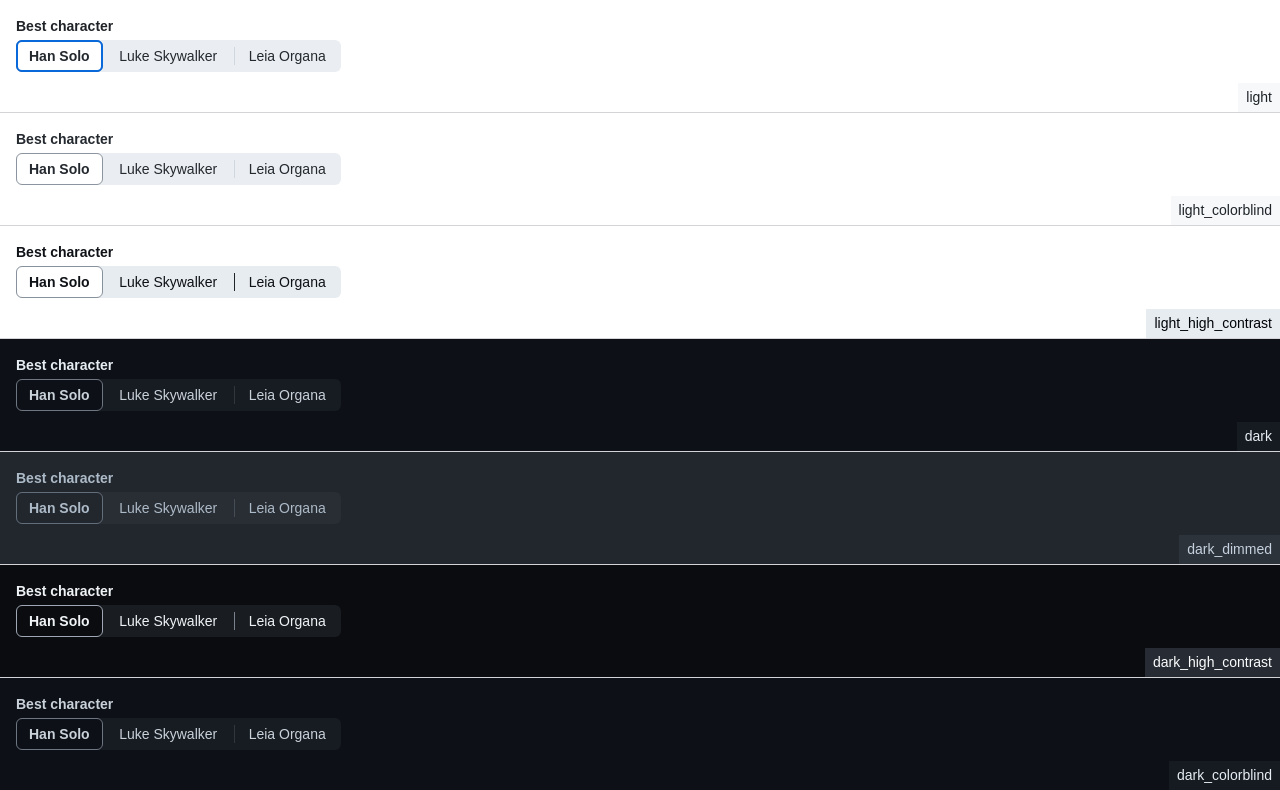 Best character
Han Solo Luke Skywalker Leia Organa
light
Best character
Han Solo Luke Skywalker Leia Organa
light_colorblind
Best character
Han Solo Luke Skywalker Leia Organa
light_high_contrast
Best character
Han Solo Luke Skywalker Leia Organa
dark
Best character
Han Solo Luke Skywalker Leia Organa
dark_dimmed
Best character
Han Solo Luke Skywalker Leia Organa
dark_high_contrast
Best character
Han Solo Luke Skywalker Leia Organa
dark_colorblind